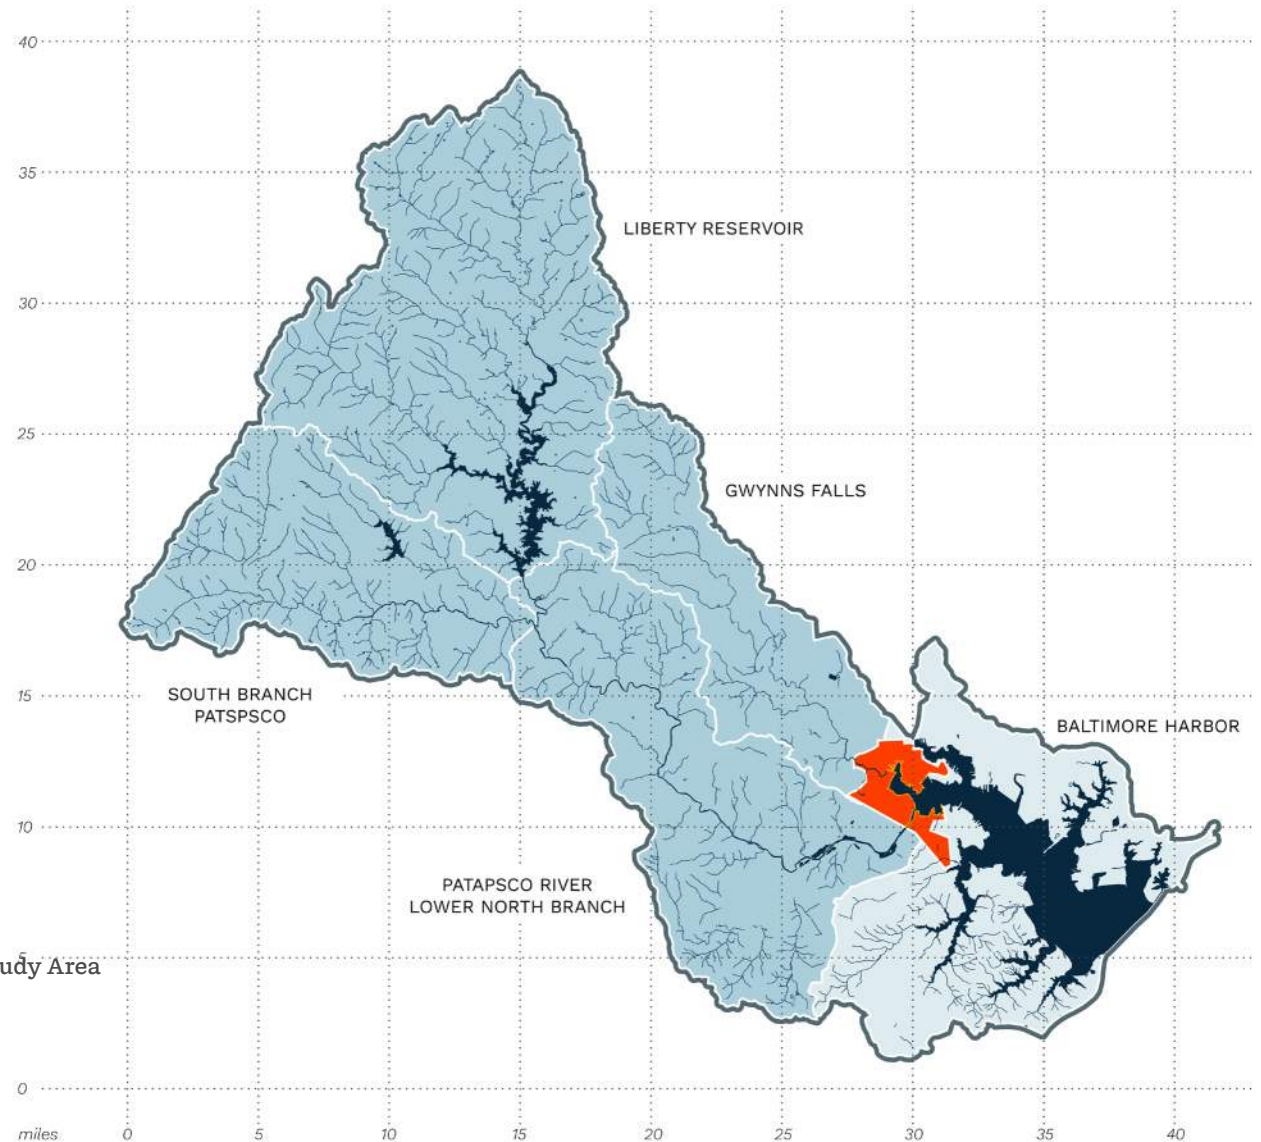 40
35
LIBERTY RESERVOIR
30
25
GWYNNS FALLS
20
SOUTH BRANCH
PATSPSCO
15
BALTIMORE HARBOR
10
PATAPSCO RIVER
LOWER NORTH BRANCH
5
udy Area
0
miles 0 5 10 15 20 25 30 35 40